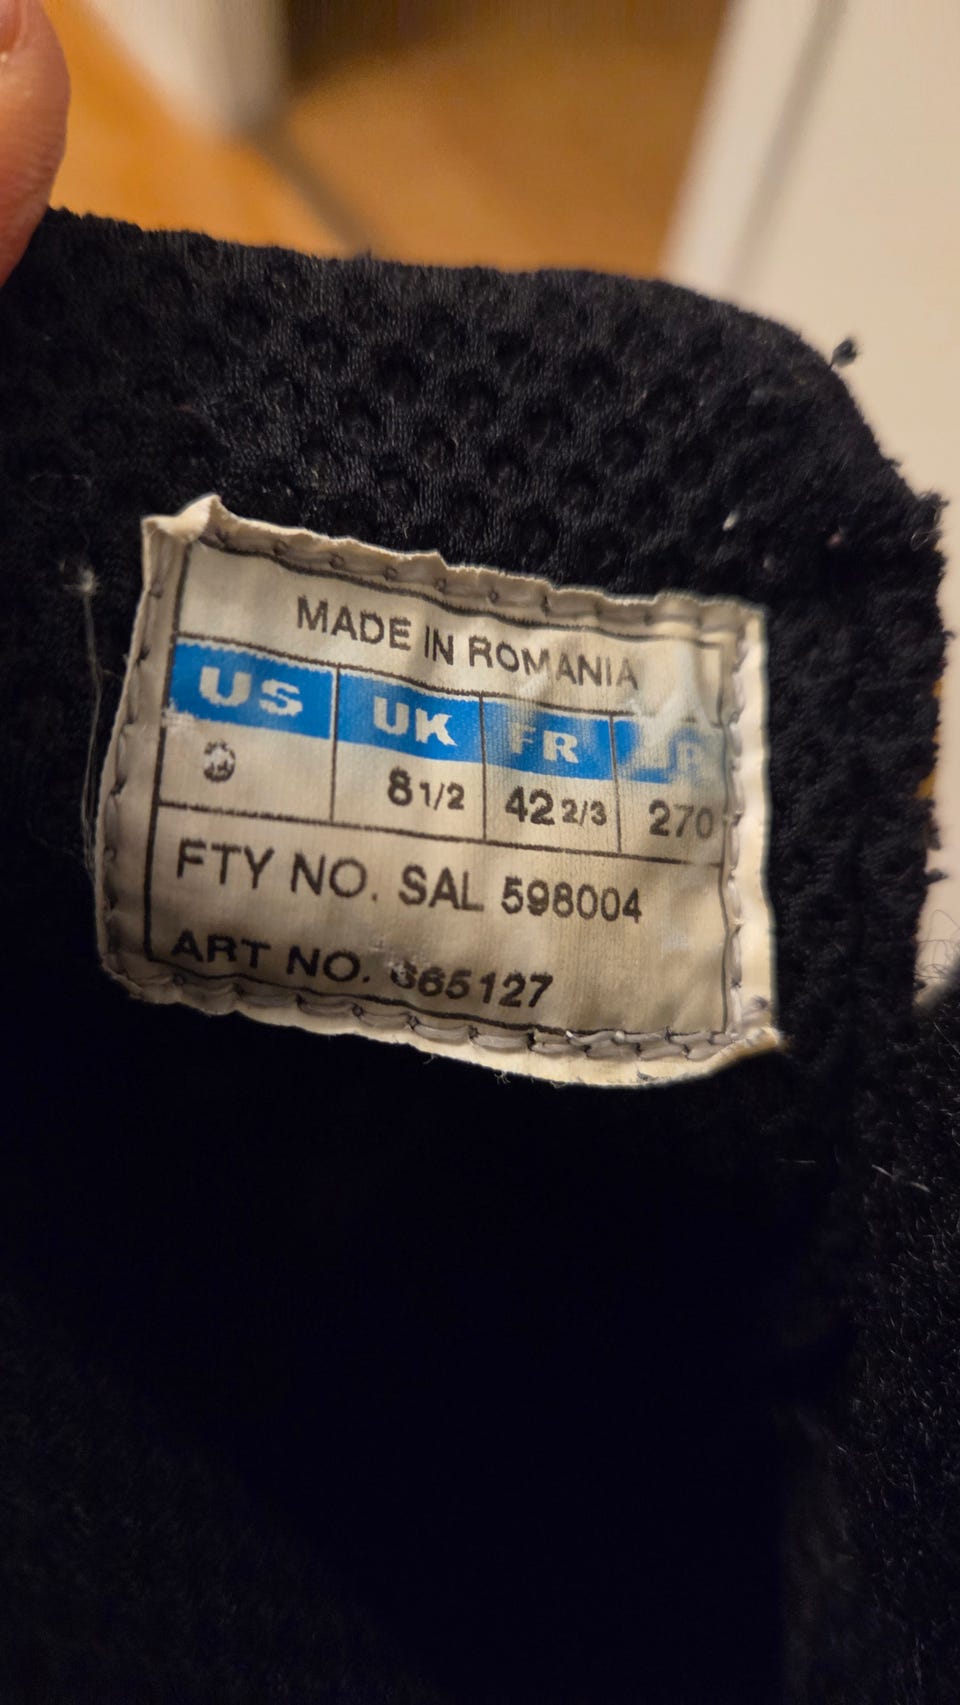 MADE IN ROMANIA
US UK FR
9 8 1/2 42 2/3 270
FTY NO. SAL 598004
ART NO. 665127